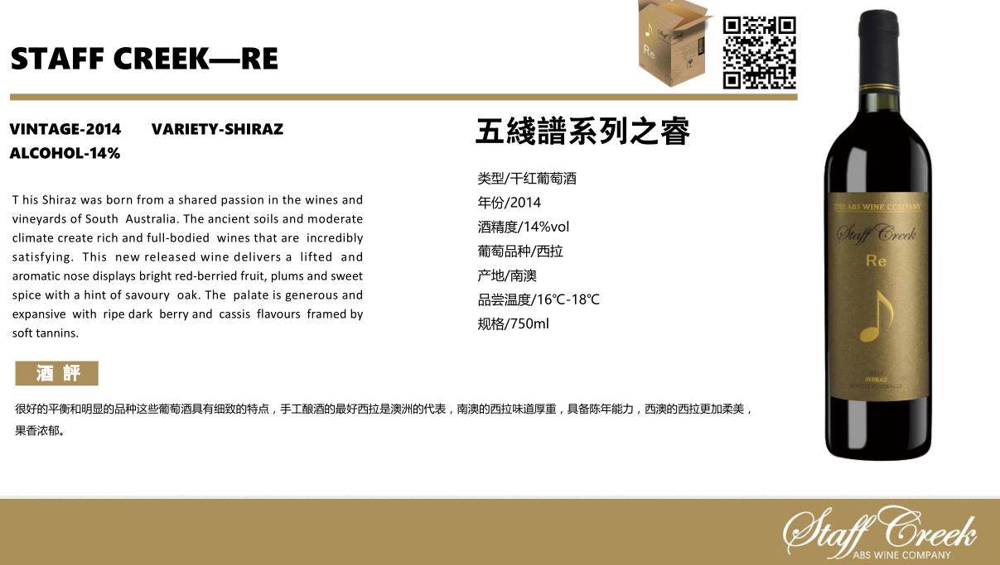 STAFF CREEK—RE
Re
Staff Creek
VINTAGE-2014 VARIETY-SHIRAZ
ALCOHOL-14%
T his Shiraz was born from a shared passion in the wines and
vineyards of South Australia. The ancient soils and moderate
climate create rich and full-bodied wines that are incredibly
satisfying. This new released wine delivers a lifted and
aromatic nose displays bright red-berried fruit, plums and sweet
spice with a hint of savoury oak. The palate is generous and
expansive with ripe dark berry and cassis flavours framed by
soft tannins.
五綫譜系列之睿
类型/干红葡萄酒
年份/2014
酒精度/14%vol
葡萄品种/西拉
产地/南澳
品尝温度/16℃-18℃
规格/750ml
酒 評
很好的平衡和明显的品种这些葡萄酒具有细致的特点，手工酿酒的最好西拉是澳洲的代表，南澳的西拉味道厚重，具备陈年能力，西澳的西拉更加柔美，
果香浓郁。
THE ABS WINE COMPANY
Staff Creek
Re
2014
SHIRAZ
SOUTH AUSTRALIA
Staff Creek
ABS WINE COMPANY